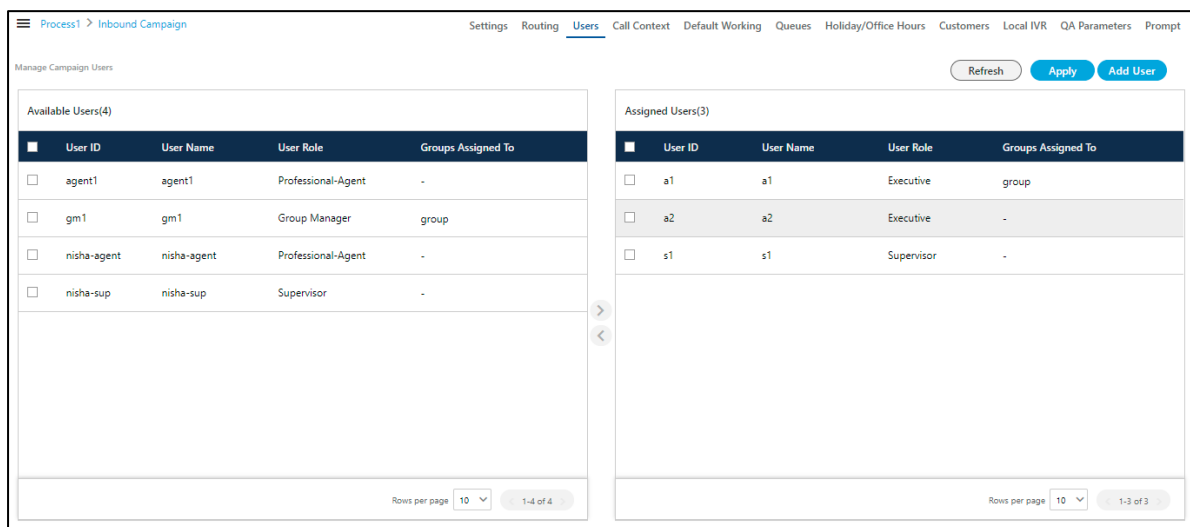 Process1 > Inbound Campaign
Settings Routing Users Call Context Default Working Queues Holiday/Office Hours Customers Local IVR QA Parameters Prompt
Manage Campaign Users
Refresh Apply Add User
Available Users(4)
User ID User Name User Role Groups Assigned To
agent1 agent1 Professional-Agent -
gm1 gm1 Group Manager group
nisha-agent nisha-agent Professional-Agent -
nisha-sup nisha-sup Supervisor -
Rows per page 10 1-4 of 4
Assigned Users(3)
User ID User Name User Role Groups Assigned To
a1 a1 Executive group
a2 a2 Executive -
s1 s1 Supervisor -
Rows per page 10 1-3 of 3